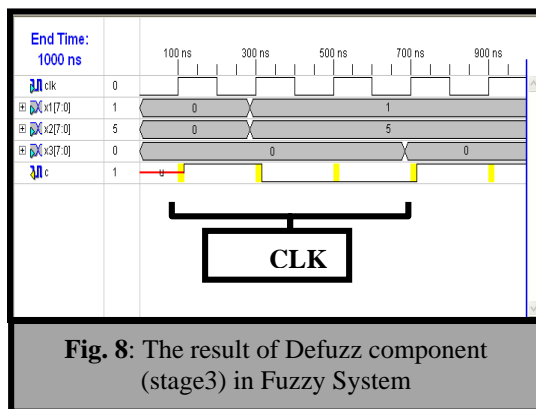 End Time:
1000 ns
100 ns 300 ns 500 ns 700 ns 900 ns
clk 0
x1[7:0] 1 0 1
x2[7:0] 5 0 5
x3[7:0] 0 0 0
c 1 u
CLK
Fig. 8: The result of Defuzz component
(stage3) in Fuzzy System